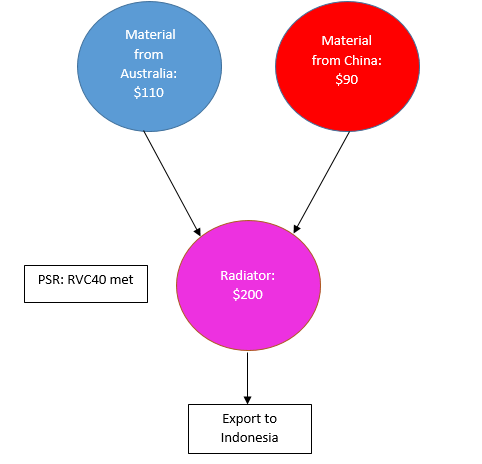 Material
from
Australia:
$110
Material
from China:
$90
PSR: RVC40 met
Radiator:
$200
Export to
Indonesia